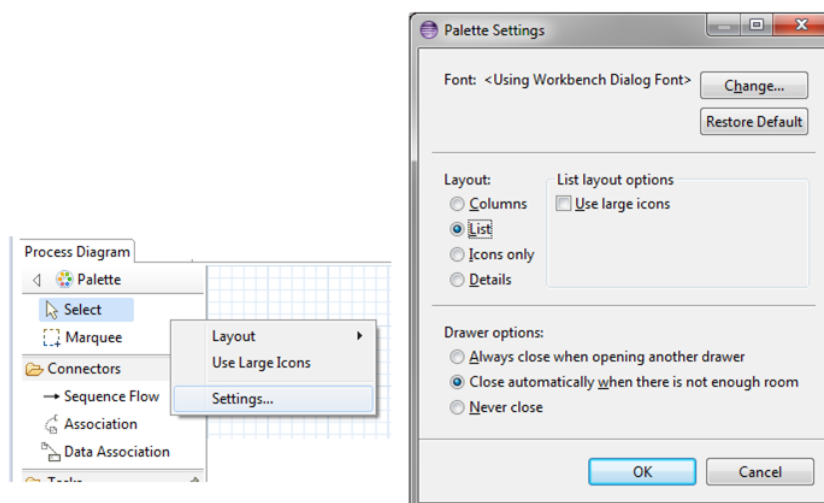 Process Diagram
Palette
Select
Marquee
Connectors
Sequence Flow
Association
Data Association
Tasks
Layout
Use Large Icons
Settings...
Palette Settings
Font: <Using Workbench Dialog Font>
Change...
Restore Default
Layout:
Columns
List
Icons only
Details
List layout options
Use large icons
Drawer options:
Always close when opening another drawer
Close automatically when there is not enough room
Never close
OK
Cancel